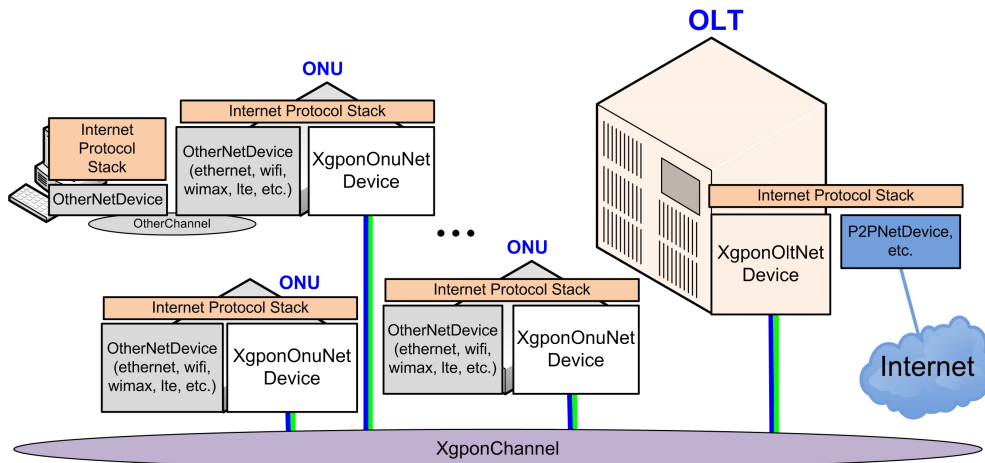 OLT
ONU
Internet Protocol Stack
Internet
Protocol
Stack
OtherNetDevice
OtherChannel
OtherNetDevice
(ethernet, wifi,
wimax, lte, etc.)
XgponOnuNet
Device
...
Internet Protocol Stack
XgponOltNet
Device
P2PNetDevice,
etc.
Internet
ONU
Internet Protocol Stack
OtherNetDevice
(ethernet, wifi,
wimax, lte, etc.)
XgponOnuNet
Device
ONU
Internet Protocol Stack
OtherNetDevice
(ethernet, wifi,
wimax, lte, etc.)
XgponOnuNet
Device
XgponChannel